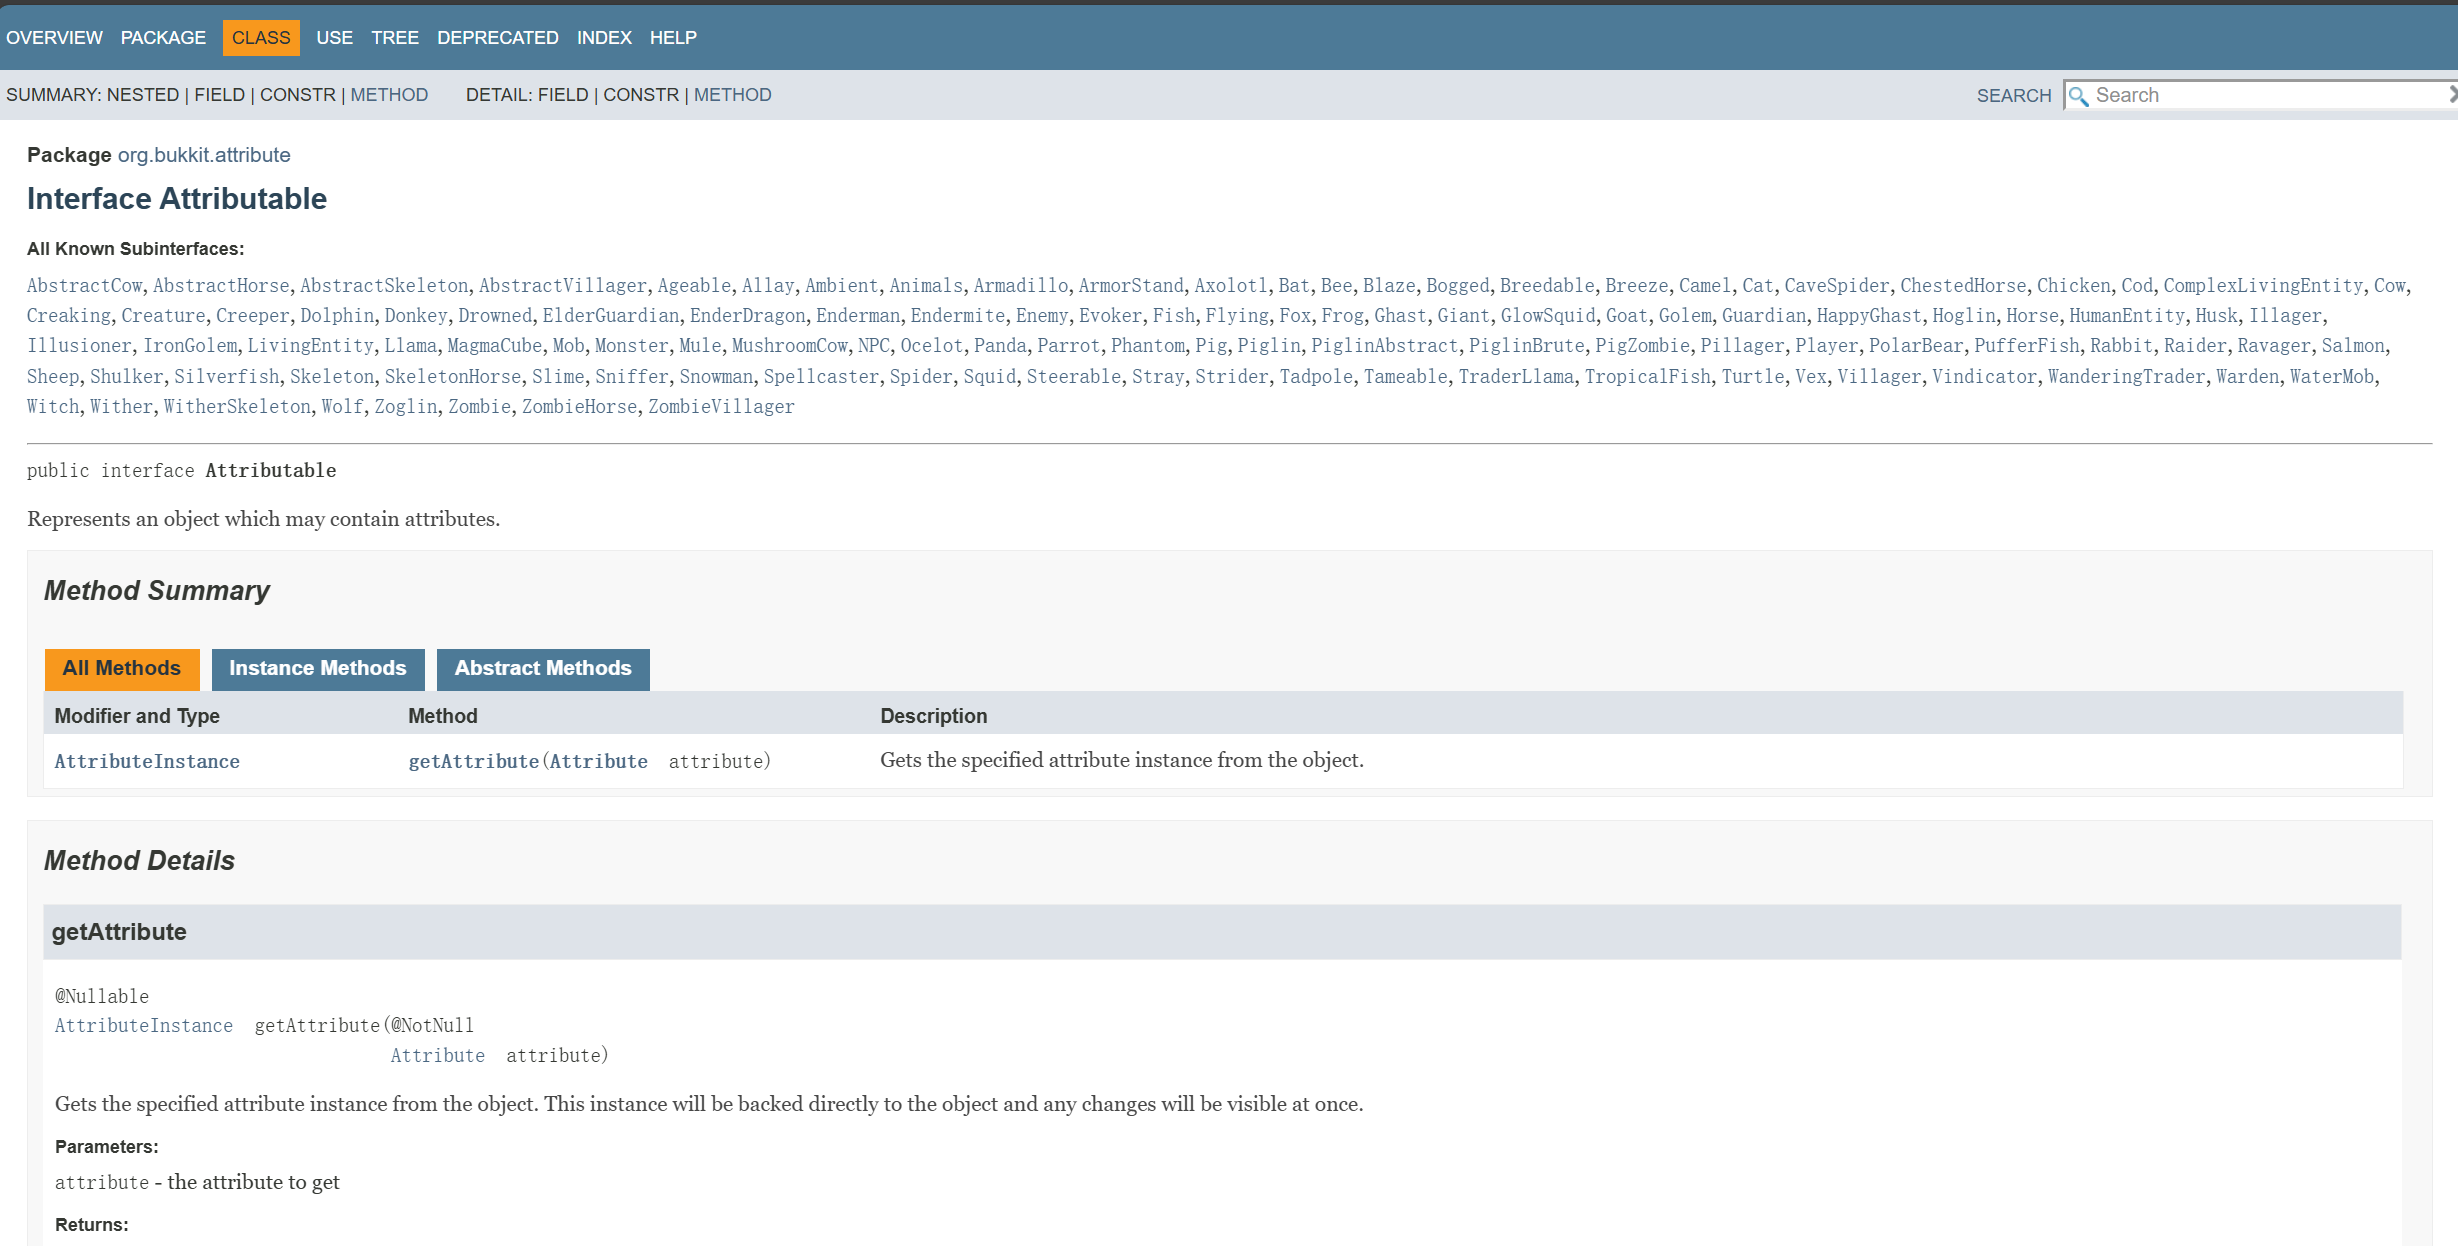 OVERVIEW PACKAGE CLASS USE TREE DEPRECATED INDEX HELP
SUMMARY: NESTED | FIELD | CONSTR | METHOD DETAIL: FIELD | CONSTR | METHOD SEARCH Search
Package org.bukkit.attribute
Interface Attributable
All Known Subinterfaces:
AbstractCow, AbstractHorse, AbstractSkeleton, AbstractVillager, Ageable, Allay, Ambient, Animals, Armadillo, ArmorStand, Axolotl, Bat, Bee, Blaze, Bogged, Breedable, Breeze, Camel, Cat, CaveSpider, ChestedHorse, Chicken, Cod, ComplexLivingEntity, Cow,
Creaking, Creature, Creeper, Dolphin, Donkey, Drowned, ElderGuardian, EnderDragon, Enderman, Endermite, Enemy, Evoker, Fish, Flying, Fox, Frog, Ghast, Giant, GlowSquid, Goat, Golem, Guardian, HappyGhast, Hoglin, Horse, HumanEntity, Husk, Illager,
Illusioner, IronGolem, LivingEntity, Llama, MagmaCube, Mob, Monster, Mule, MushroomCow, NPC, Ocelot, Panda, Parrot, Phantom, Pig, Piglin, PiglinAbstract, PiglinBrute, PigZombie, Pillager, Player, PolarBear, PufferFish, Rabbit, Raider, Ravager, Salmon,
Sheep, Shulker, Silverfish, Skeleton, SkeletonHorse, Slime, Sniffer, Snowman, Spellcaster, Spider, Squid, Steerable, Stray, Strider, Tadpole, Tameable, TraderLlama, TropicalFish, Turtle, Vex, Villager, Vindicator, WanderingTrader, Warden, WaterMob,
Witch, Wither, WitherSkeleton, Wolf, Zoglin, Zombie, ZombieHorse, ZombieVillager
public interface Attributable
Represents an object which may contain attributes.
Method Summary
All Methods Instance Methods Abstract Methods
Modifier and Type Method Description
AttributeInstance getAttribute(Attribute attribute) Gets the specified attribute instance from the object.
Method Details
getAttribute
@Nullable
AttributeInstance getAttribute(@NotNull
Attribute attribute)
Gets the specified attribute instance from the object. This instance will be backed directly to the object and any changes will be visible at once.
Parameters:
attribute - the attribute to get
Returns: